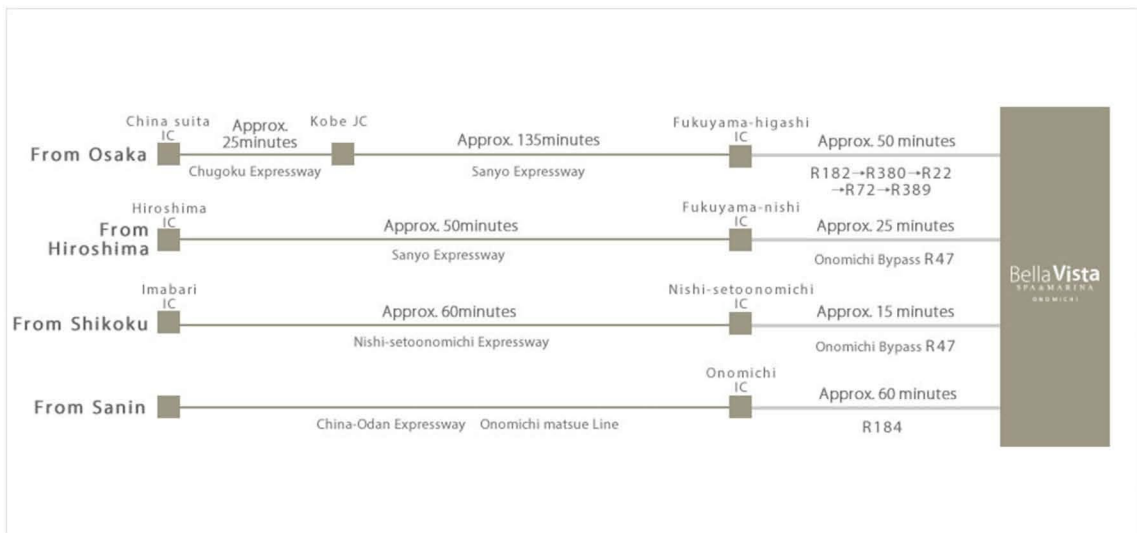 From Osaka
China suita
IC
Approx.
25minutes
Chugoku Expressway
Kobe JC
Approx. 135minutes
Sanyo Expressway
Fukuyama-higashi
IC
Approx. 50 minutes
R182→R380→R22
→R72→R389
From
Hiroshima
Hiroshima
IC
Approx. 50minutes
Sanyo Expressway
Fukuyama-nishi
IC
Approx. 25 minutes
Onomichi Bypass R47
From Shikoku
Imabari
IC
Approx. 60minutes
Nishi-setoonomichi Expressway
Nishi-setoonomichi
IC
Approx. 15 minutes
Onomichi Bypass R47
From Sanin
China-Odan Expressway Onomichi matsue Line
Onomichi
IC
Approx. 60 minutes
R184
BellaVista
SPA&MARINA
ONOMICHI